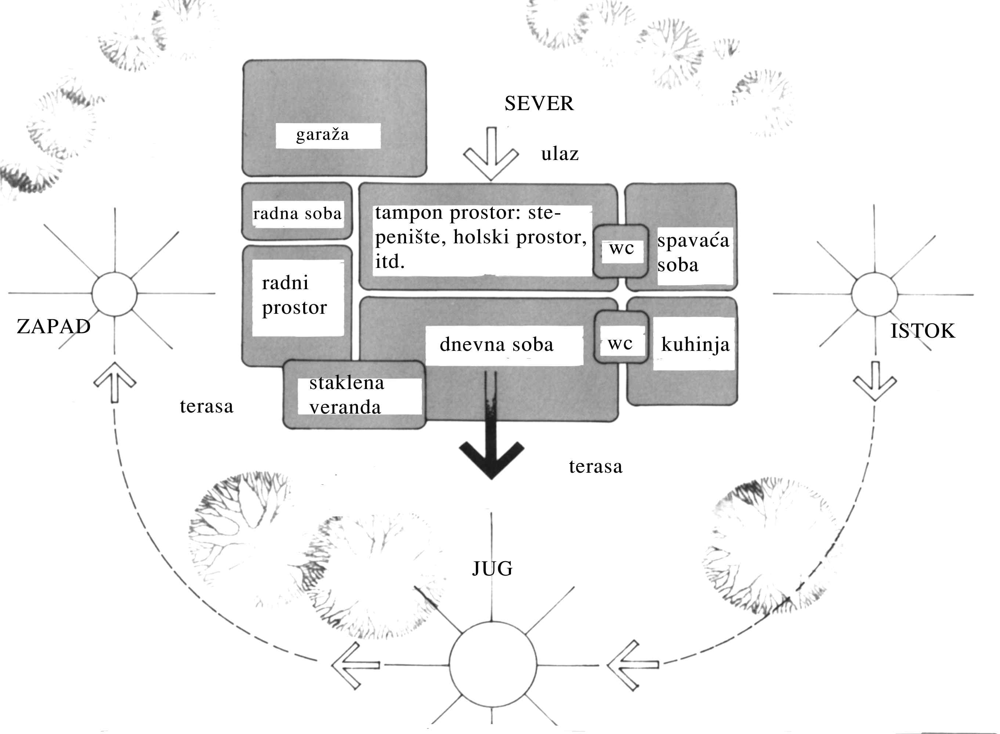 SEVER
garaža
ulaz
radna soba
tampon prostor: ste-
penište, holski prostor,
itd.
wc
spavaća
soba
radni
prostor
ZAPAD
dnevna soba
wc
kuhinja
ISTOK
staklena
veranda
terasa
terasa
JUG